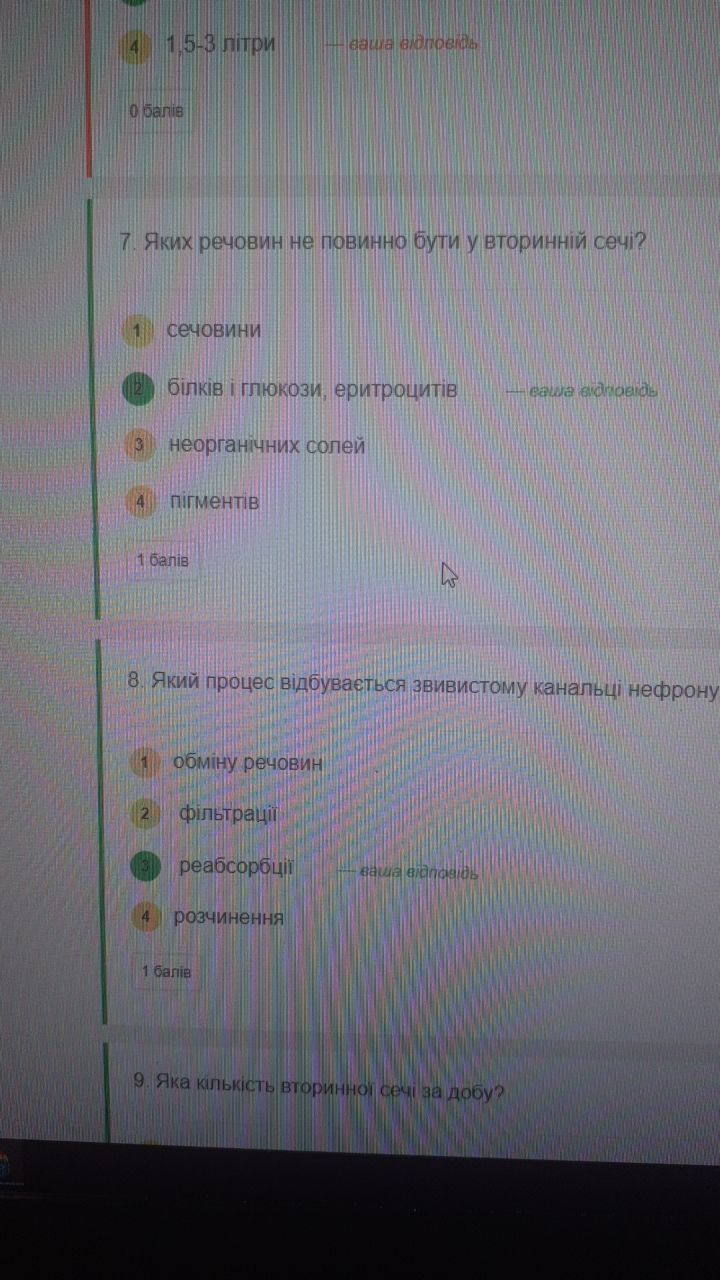 4 1,5-3 літри — ваша відповідь
0 балів
7. Яких речовин не повинно бути у вторинній сечі?
1 сечовини
2 білків і глюкози, еритроцитів — ваша відповідь
3 неорганічних солей
4 пігментів
1 балів
8. Який процес відбувається звивистому канальці нефрону
1 обміну речовин
2 фільтрації
3 реабсорбції — ваша відповідь
4 розчинення
1 балів
9. Яка кількість вторинної сечі за добу?